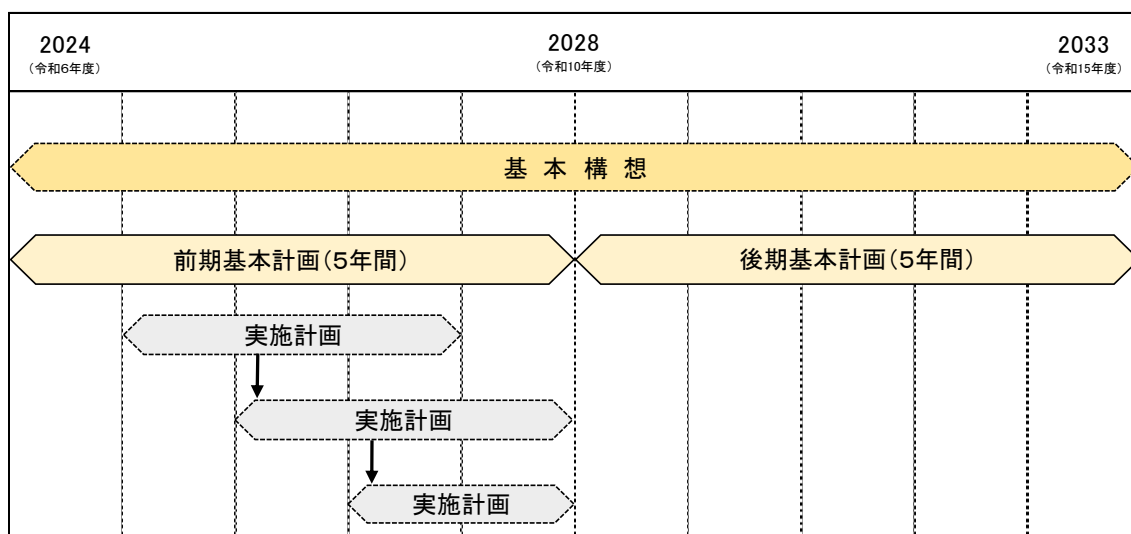 2024
(令和6年度)
2028
(令和10年度)
2033
(令和15年度)
基 本 構 想
前期基本計画(5年間)
後期基本計画(5年間)
実施計画
実施計画
実施計画